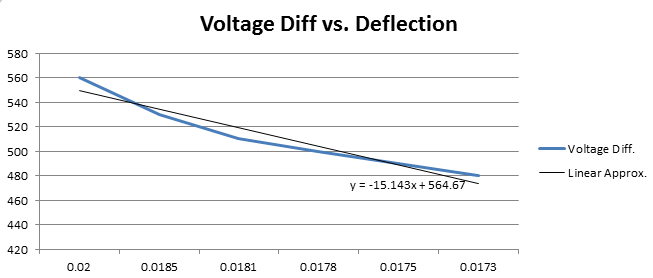 Voltage Diff vs. Deflection
580
560
540
520
500
480
460
440
420
y = -15.143x + 564.67
Voltage Diff.
Linear Approx.
0.02 0.0185 0.0181 0.0178 0.0175 0.0173